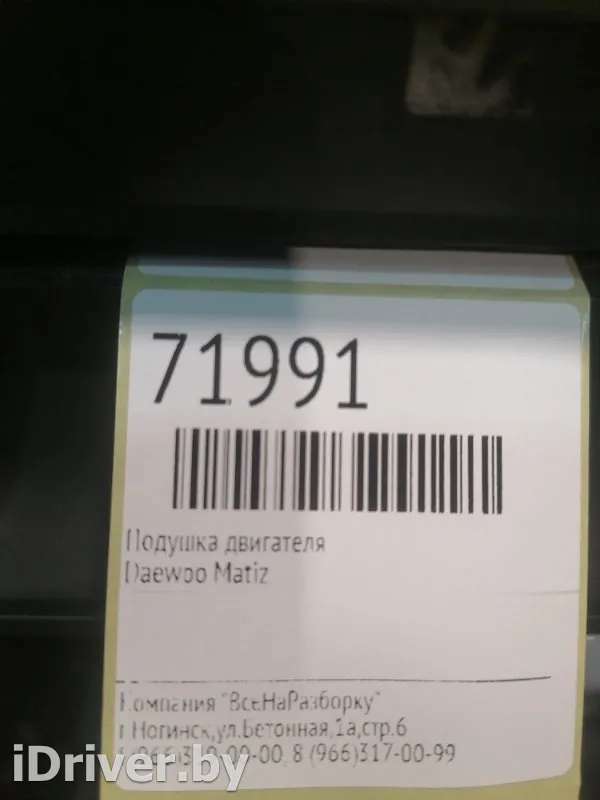 71991
Подушка двигателя
Daewoo Matiz
Компания "ВсеНаРазборку"
г.Ногинск,ул.Бетонная,1а,стр.6
8 (966)317-00-99
iDriver.by